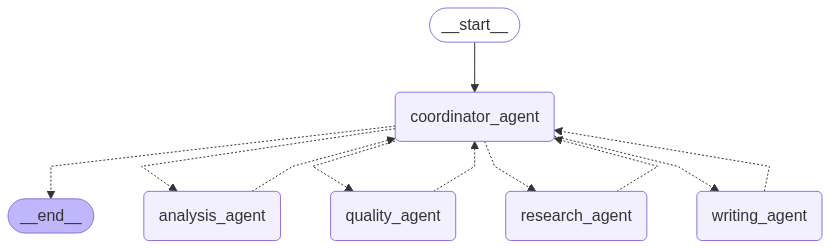 __start__
coordinator_agent
__end__
analysis_agent
quality_agent
research_agent
writing_agent